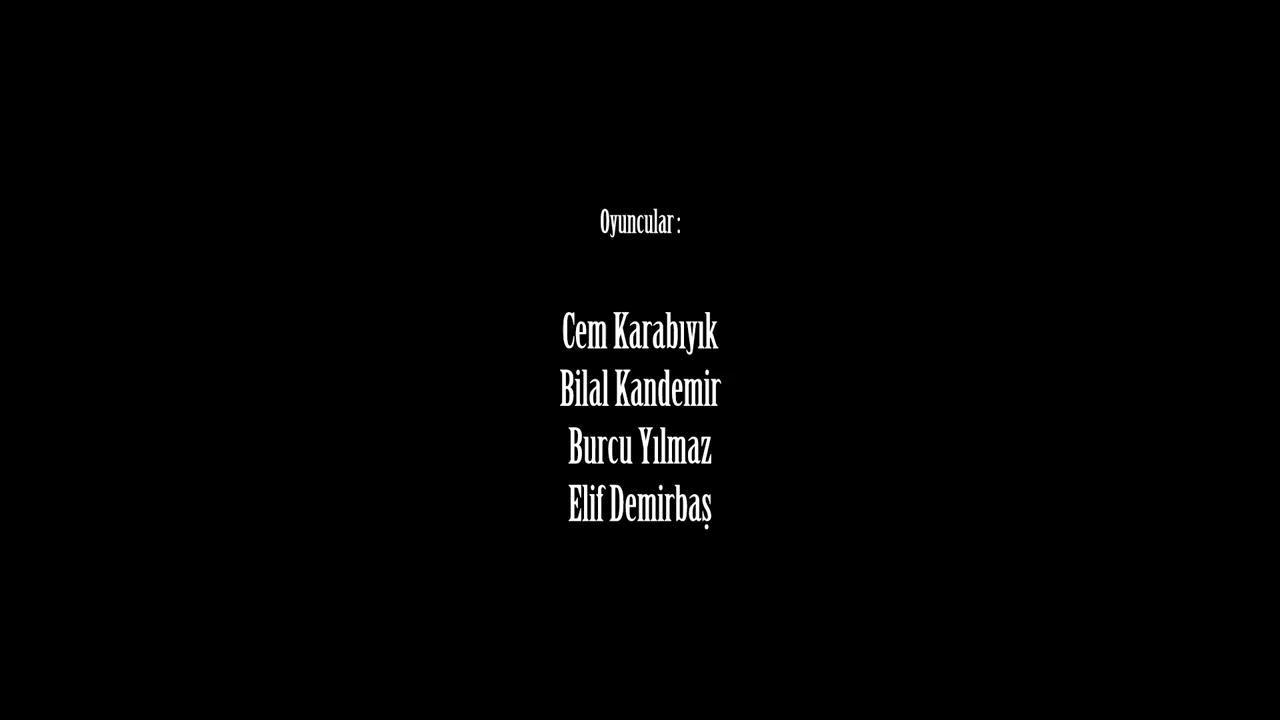 Oyuncular :
Cem Karabıyık
Bilal Kandemir
Burcu Yılmaz
Elif Demirbaş